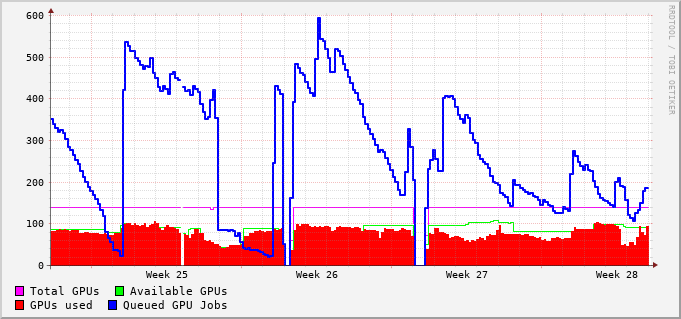 600
500
400
300
200
100
0
Week 25 Week 26 Week 27 Week 28
Total GPUs Available GPUs
GPUs used Queued GPU Jobs
RRDTOOL / TOBI OETIKER